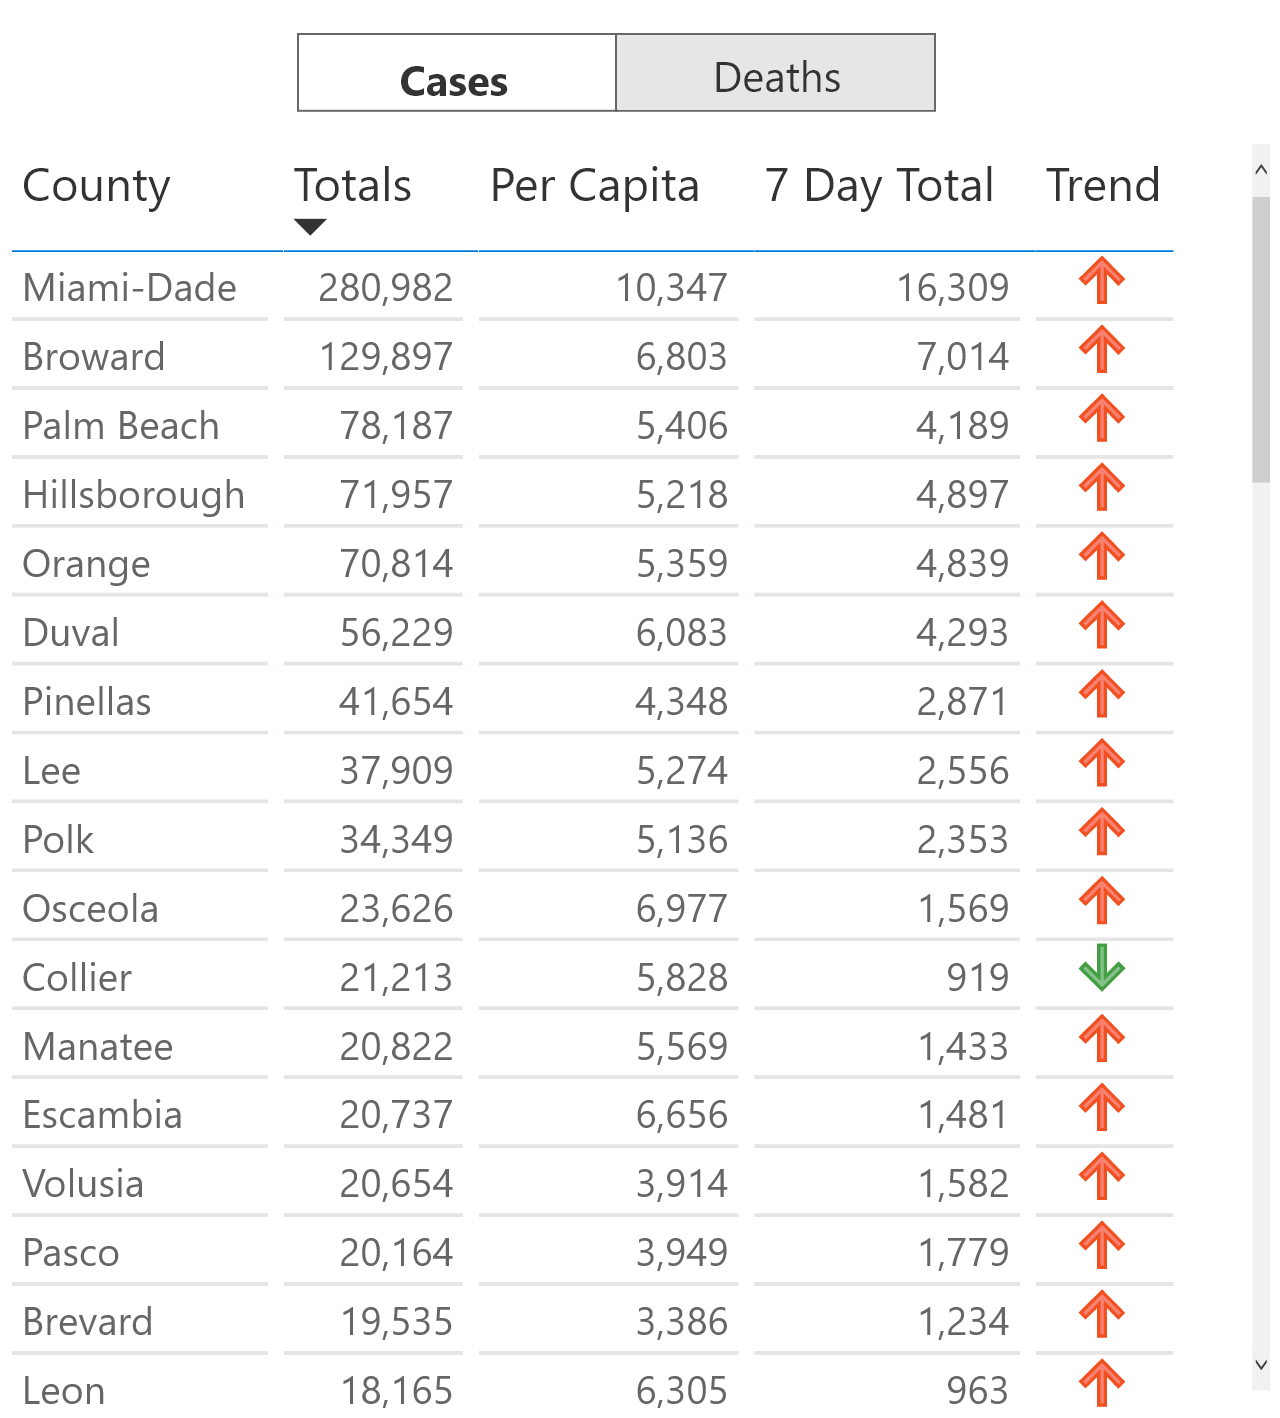 Cases Deaths
County Totals Per Capita 7 Day Total Trend
Miami-Dade 280,982 10,347 16,309
Broward 129,897 6,803 7,014
Palm Beach 78,187 5,406 4,189
Hillsborough 71,957 5,218 4,897
Orange 70,814 5,359 4,839
Duval 56,229 6,083 4,293
Pinellas 41,654 4,348 2,871
Lee 37,909 5,274 2,556
Polk 34,349 5,136 2,353
Osceola 23,626 6,977 1,569
Collier 21,213 5,828 919
Manatee 20,822 5,569 1,433
Escambia 20,737 6,656 1,481
Volusia 20,654 3,914 1,582
Pasco 20,164 3,949 1,779
Brevard 19,535 3,386 1,234
Leon 18,165 6,305 963